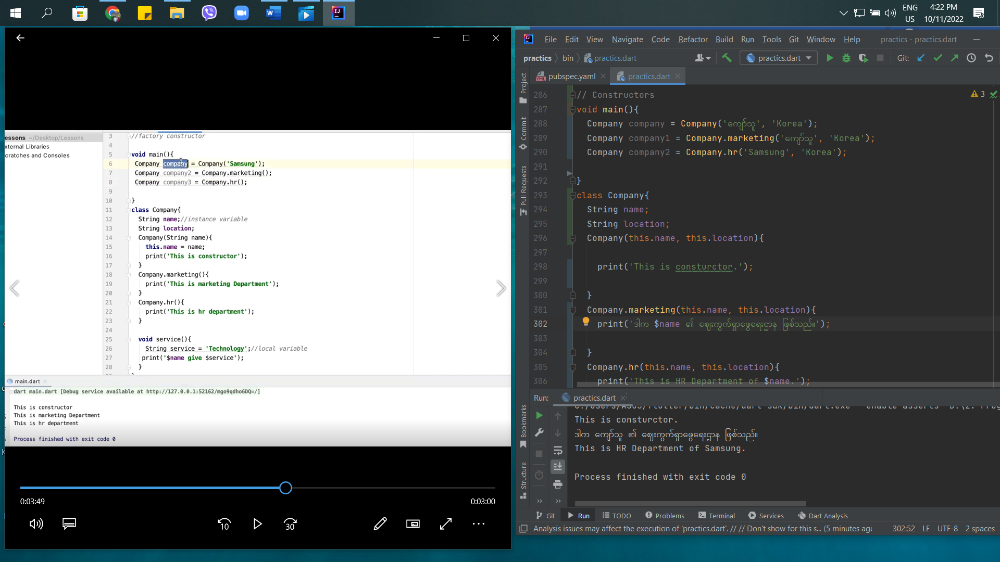 ENG
US
4:22 PM
10/11/2022
essons ~/Desktop/Lessons
xternal Libraries
cratches and Consoles
3 //factory constructor
4
5 void main(){
6 Company company = Company('Samsung');
7 Company company2 = Company.marketing();
8 Company company3 = Company.hr();
9
10 }
11 class Company{
12 String name;//instance variable
13 String location;
14 Company(String name){
15 this.name = name;
16 print('This is constructor');
17 }
18 Company.marketing(){
19 print('This is marketing Department');
20 }
21 Company.hr(){
22 print('This is hr department');
23 }
24
25 void service(){
26 String service = 'Technology';//local variable
27 print('$name give $service');
28 }
main.dart
dart main.dart [Debug service available at http://127.0.0.1:52162/mgo9qdho6DQ=/]
This is constructor
This is marketing Department
This is hr department
Process finished with exit code 0
0:03:49
0:03:00
10
30
File Edit View Navigate Code Refactor Build Run Tools Git Window Help practics - practics.dart
practics bin practics.dart
practics.dart
Git:
pubspec.yaml
practics.dart
Project
Commit
Pull Requests
Bookmarks
Structure
3
286 // Constructors
287 void main(){
288 Company company = Company('ကျော်သူ', 'Korea');
289 Company company1 = Company.marketing('ကျော်သူ', 'Korea');
290 Company company2 = Company.hr('Samsung', 'Korea');
291
292 }
293 class Company{
294 String name;
295 String location;
296 Company(this.name, this.location){
297
298 print('This is consturctor.');
299
300 }
301 Company.marketing(this.name, this.location){
302 print('ဒါက $name ၏ ဈေးကွက်ရှာဖွေရေးဌာန ဖြစ်သည်။');
303
304 }
305 Company.hr(this.name, this.location){
306 print('This is HR Department of $name.');
Run: practics.dart
This is consturctor.
ဒါက ကျော်သူ ၏ ဈေးကွက်ရှာဖွေရေးဌာန ဖြစ်သည်။
This is HR Department of Samsung.
Process finished with exit code 0
Git Run TODO Problems Terminal Services Dart Analysis
Analysis issues may affect the execution of 'practics.dart'. // // Don't show for this s... (5 minutes ago
302:52 LF UTF-8 2 spaces